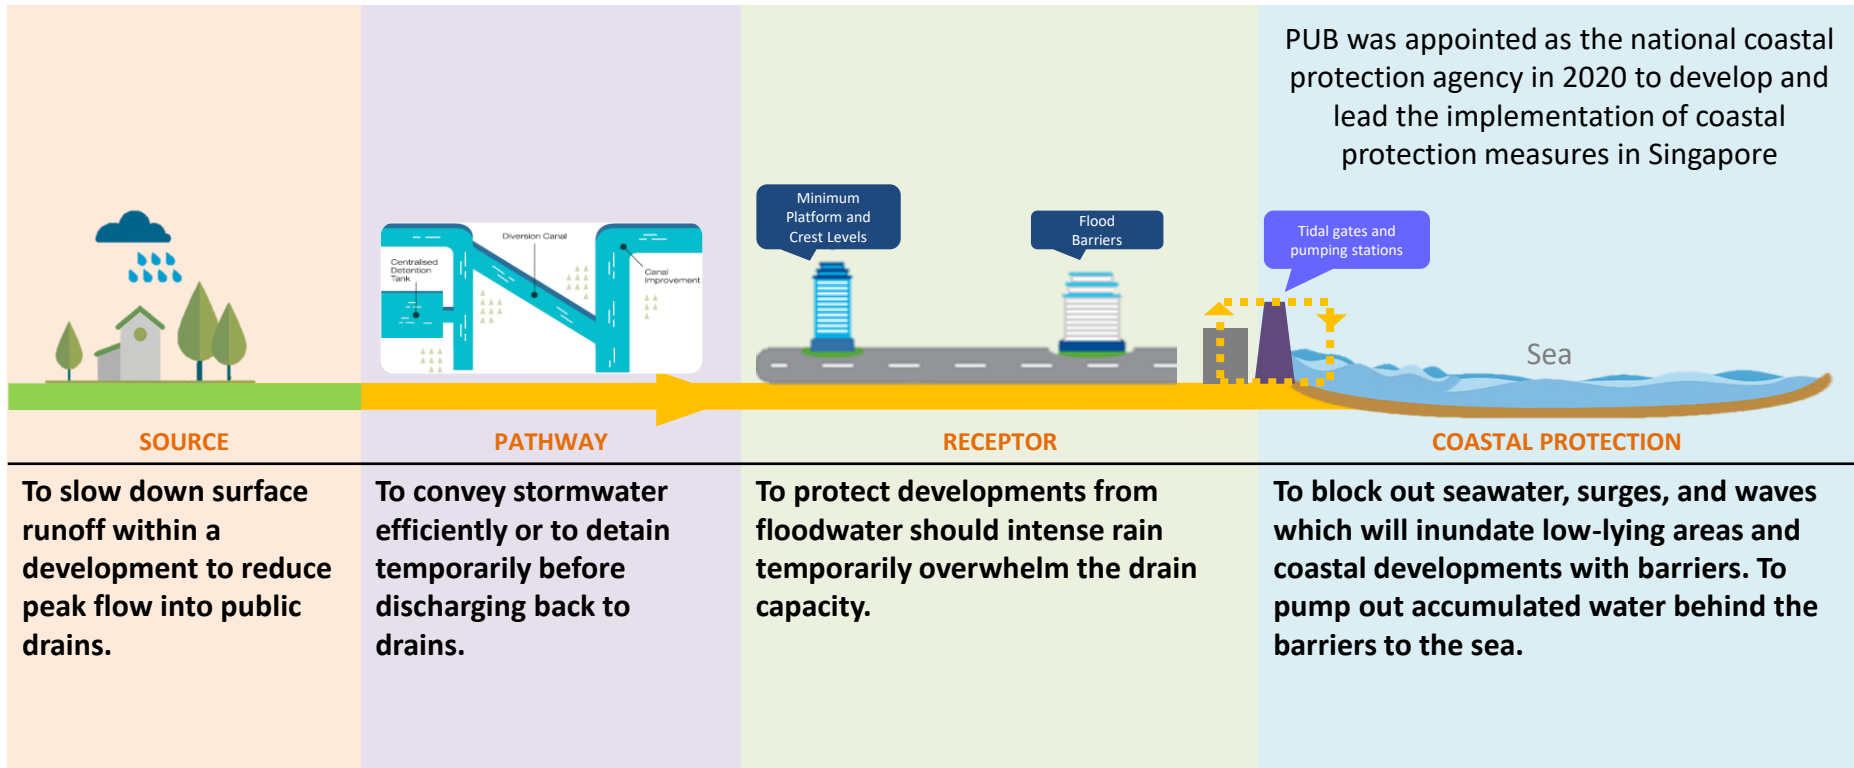 PUB was appointed as the national coastal
protection agency in 2020 to develop and
lead the implementation of coastal
protection measures in Singapore
Minimum
Platform and
Crest Levels
Flood
Barriers
Tidal gates and
pumping stations
Diversion Canal
Centralised
Detention
Tank
Canal
Improvement
Sea
SOURCE
PATHWAY
RECEPTOR
COASTAL PROTECTION
To slow down surface
runoff within a
development to reduce
peak flow into public
drains.
To convey stormwater
efficiently or to detain
temporarily before
discharging back to
drains.
To protect developments from
floodwater should intense rain
temporarily overwhelm the drain
capacity.
To block out seawater, surges, and waves
which will inundate low-lying areas and
coastal developments with barriers. To
pump out accumulated water behind the
barriers to the sea.